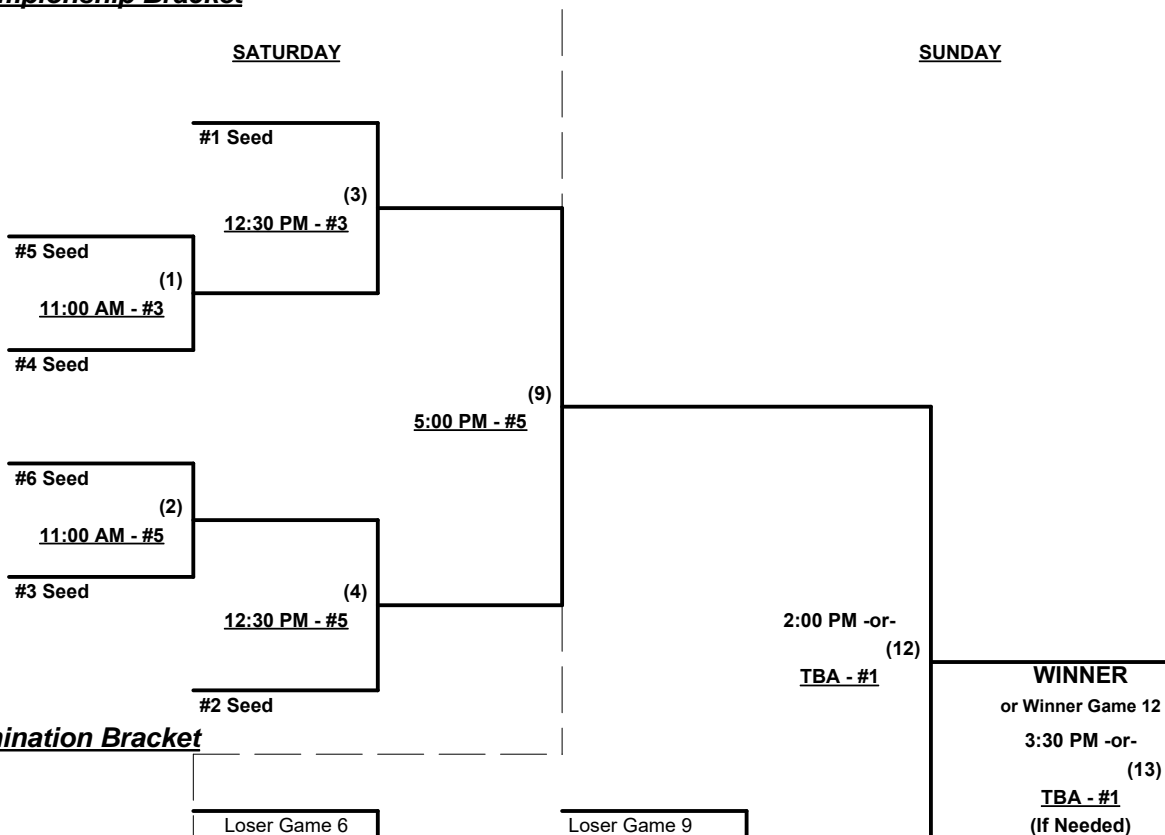 Bracket
SATURDAY
SUNDAY
#1 Seed
(3)
12:30 PM - #3
#5 Seed
(1)
11:00 AM - #3
#4 Seed
(9)
5:00 PM - #5
#6 Seed
(2)
11:00 AM - #5
#3 Seed
(4)
12:30 PM - #5
2:00 PM -or-
(12)
TBA - #1
WINNER
#2 Seed
or Winner Game 12
Bracket
3:30 PM -or-
(13)
TBA - #1
(If Needed)
Loser Game 6
Loser Game 9